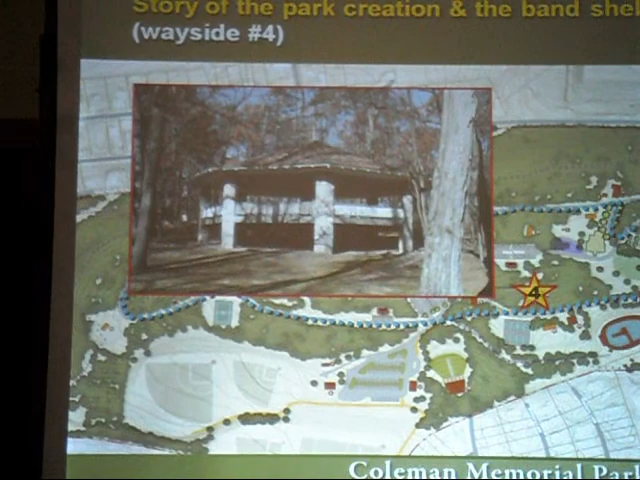 Story of the park creation & the band shel
(wayside #4)
4
Coleman Memorial Park